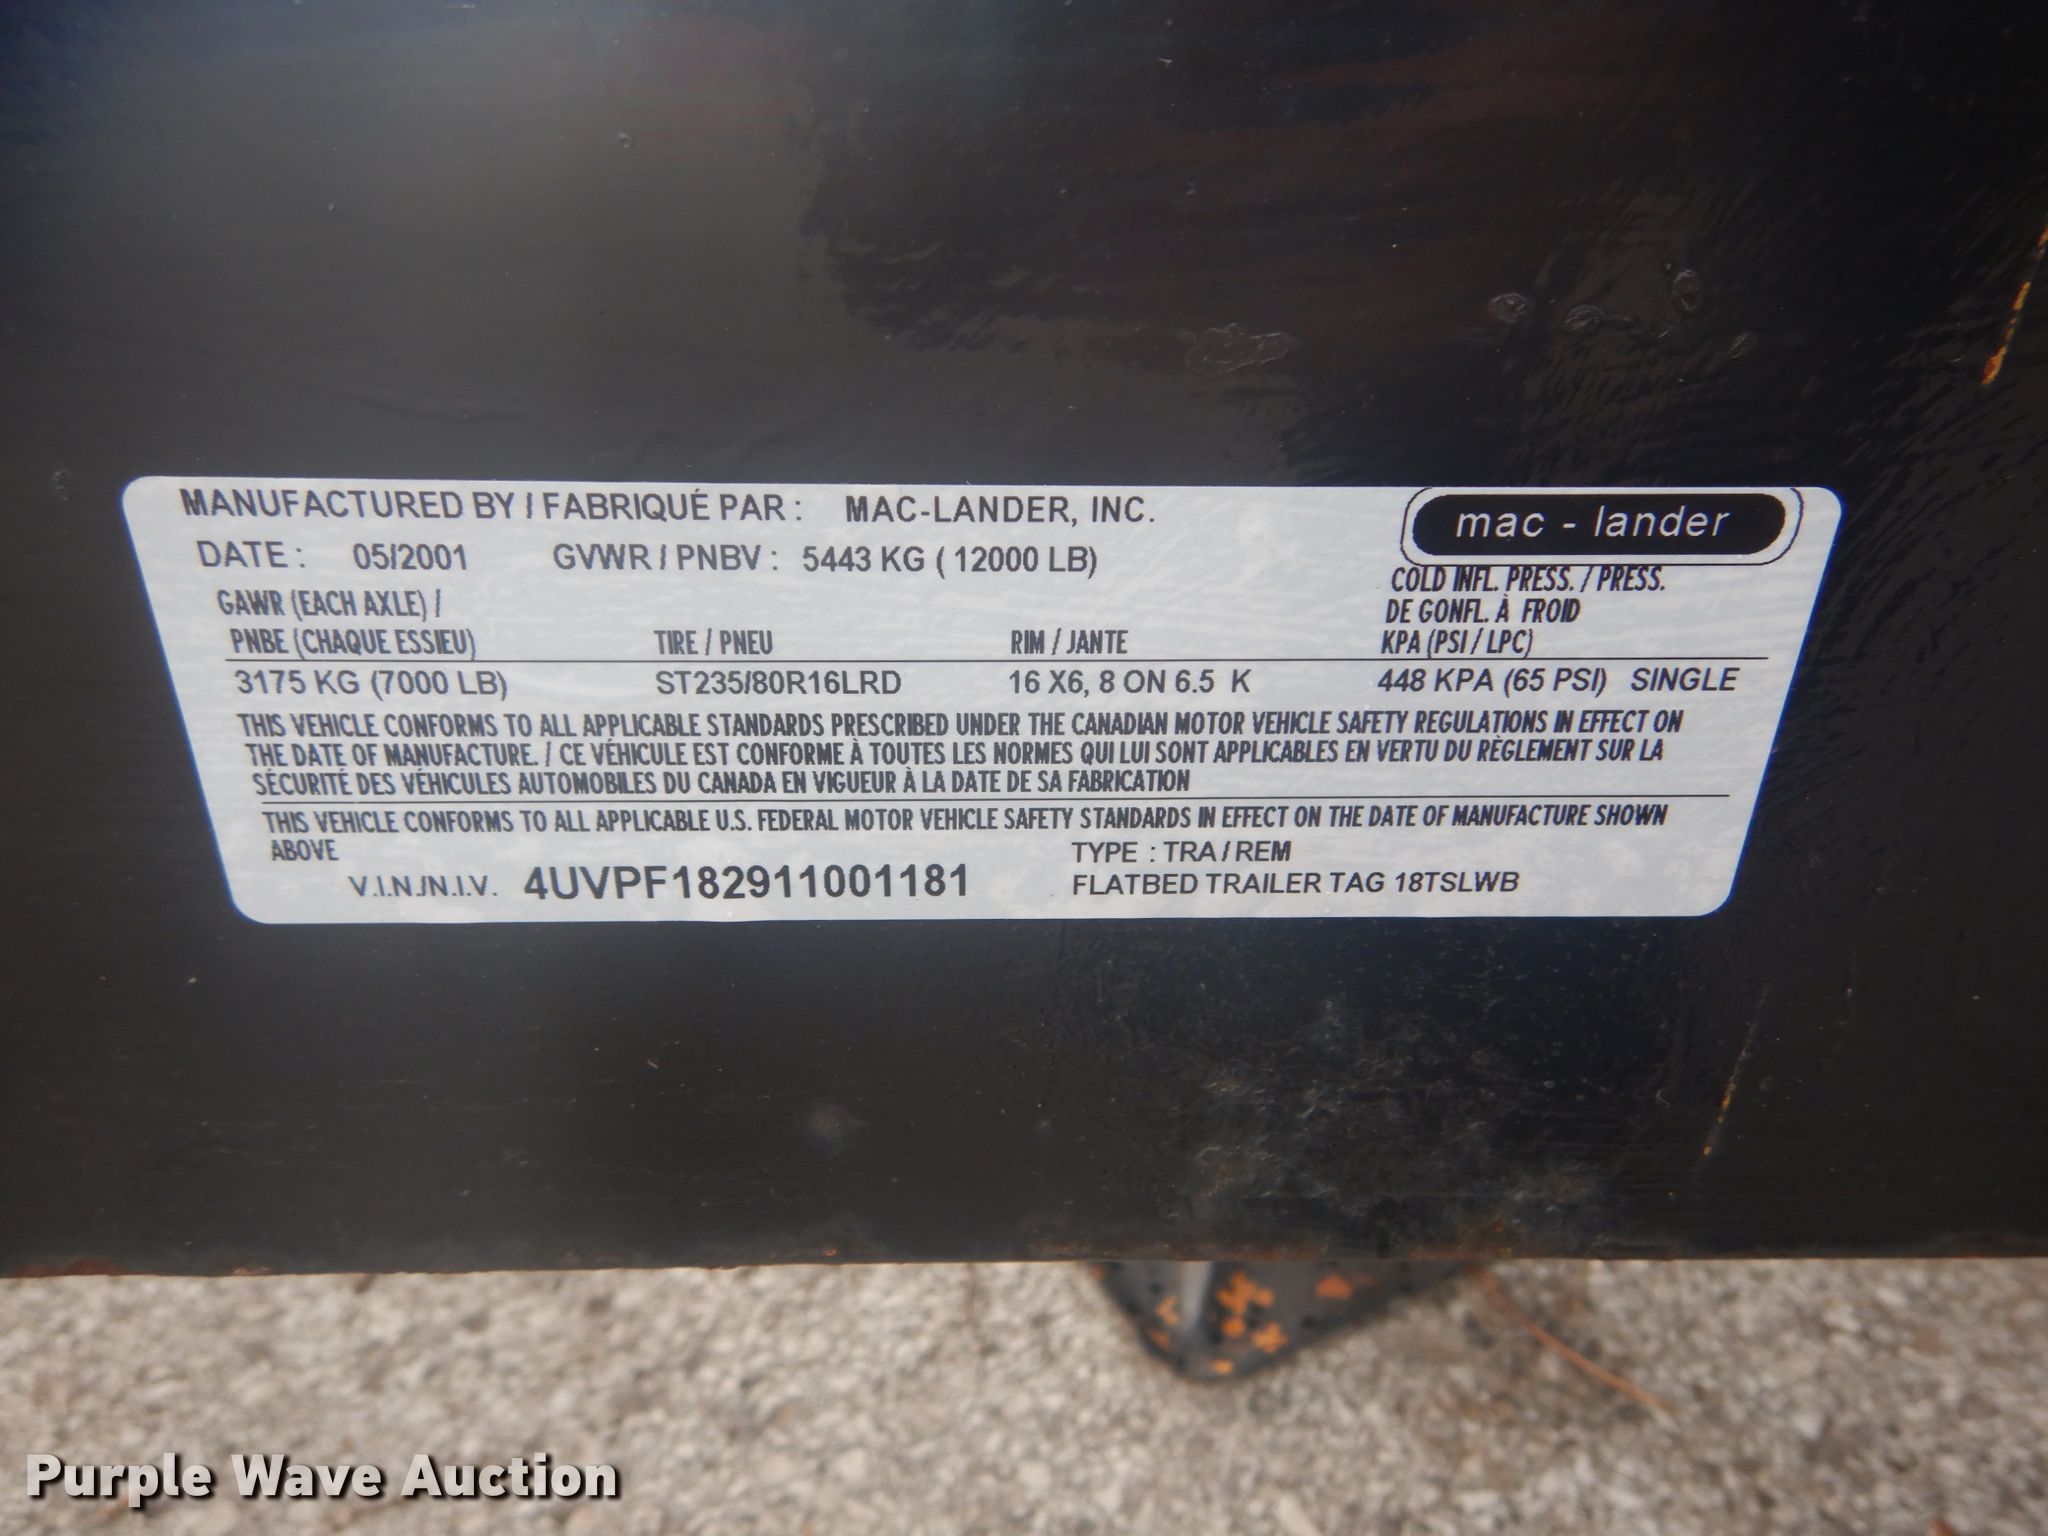 MANUFACTURED BY / FABRIQUÉ PAR : MAC-LANDER, INC.
mac - lander
DATE : 05/2001 GVWR / PNBV : 5443 KG ( 12000 LB)
COLD INFL. PRESS. / PRESS.
GAWR (EACH AXLE) / DE GONFL. À FROID
PNBE (CHAQUE ESSIEU) TIRE / PNEU RIM / JANTE KPA (PSI / LPC)
3175 KG (7000 LB) ST235/80R16LRD 16 X6, 8 ON 6.5 K 448 KPA (65 PSI) SINGLE
THIS VEHICLE CONFORMS TO ALL APPLICABLE STANDARDS PRESCRIBED UNDER THE CANADIAN MOTOR VEHICLE SAFETY REGULATIONS IN EFFECT ON
THE DATE OF MANUFACTURE. / CE VÉHICULE EST CONFORME À TOUTES LES NORMES QUI LUI SONT APPLICABLES EN VERTU DU RÈGLEMENT SUR LA
SÉCURITÉ DES VÉHICULES AUTOMOBILES DU CANADA EN VIGUEUR À LA DATE DE SA FABRICATION
THIS VEHICLE CONFORMS TO ALL APPLICABLE U.S. FEDERAL MOTOR VEHICLE SAFETY STANDARDS IN EFFECT ON THE DATE OF MANUFACTURE SHOWN
ABOVE TYPE : TRA / REM
V.I.N./N.I.V. 4UVPF182911001181 FLATBED TRAILER TAG 18TSLWB
Purple Wave Auction